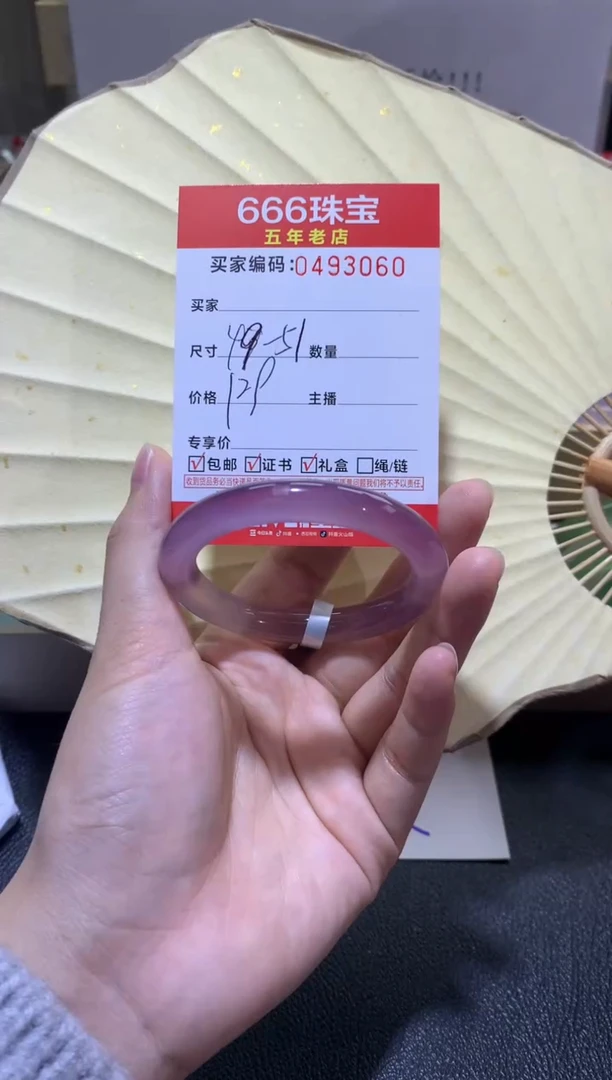 666珠宝
五年老店
买家编码:0493060
买家
尺寸 49-51 数量
价格 129 主播
专享价
包邮 证书 礼盒 绳/链